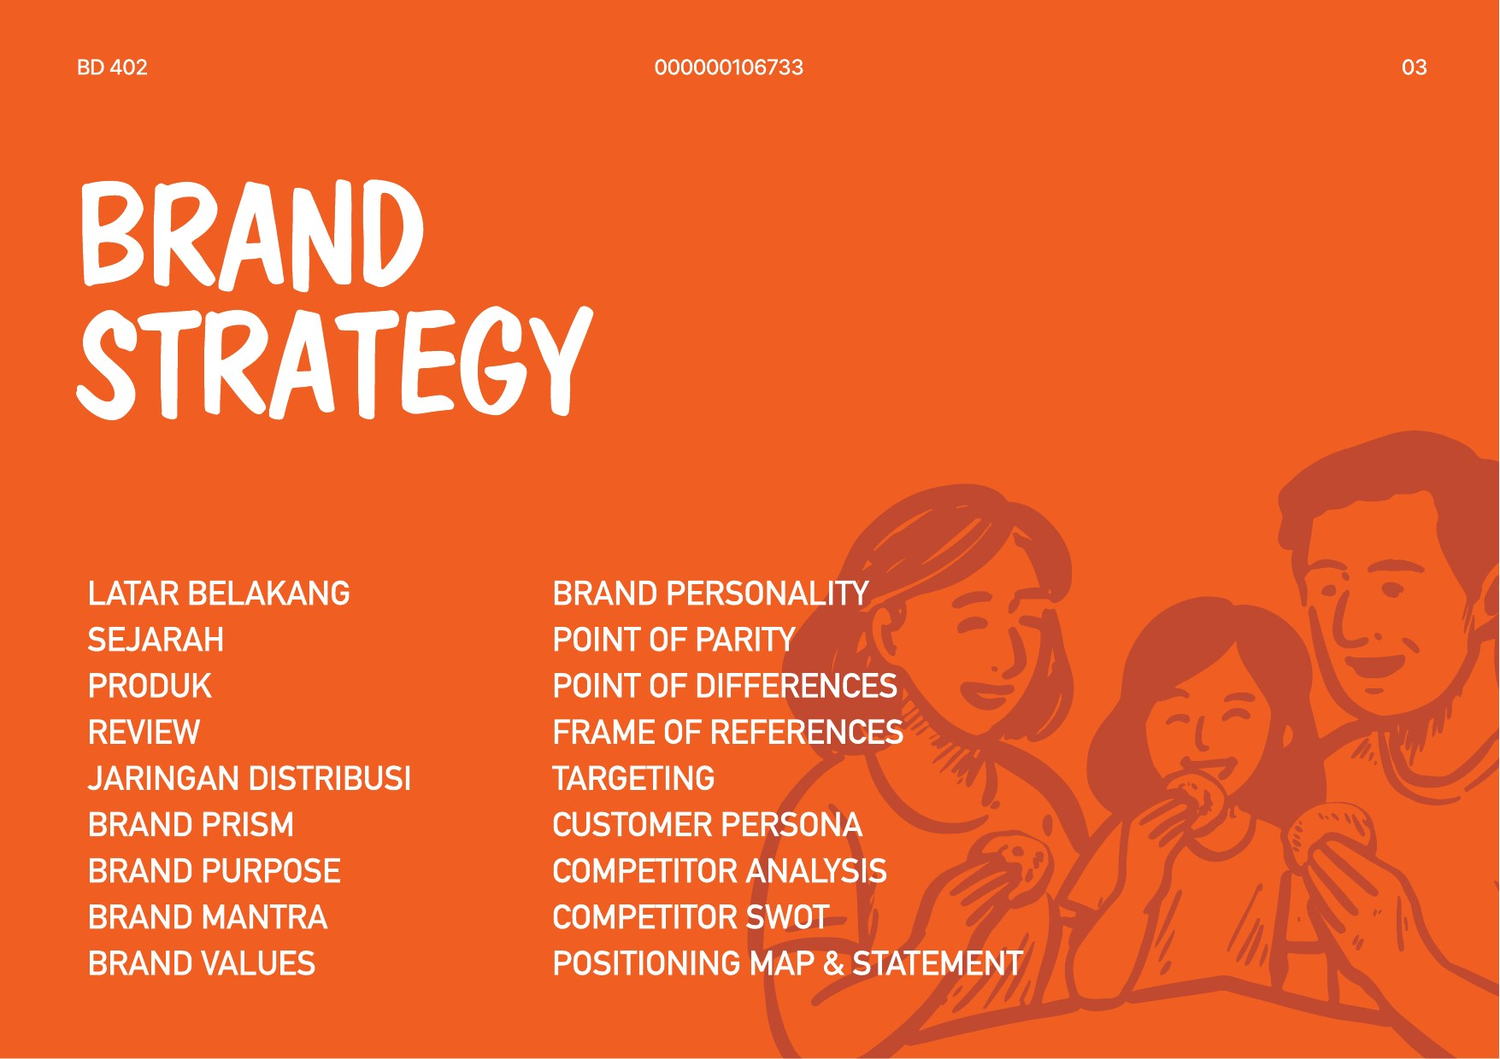 BD 402
000000106733
03
BRAND
STRATEGY
LATAR BELAKANG
SEJARAH
PRODUK
REVIEW
JARINGAN DISTRIBUSI
BRAND PRISM
BRAND PURPOSE
BRAND MANTRA
BRAND VALUES
BRAND PERSONALITY
POINT OF PARITY
POINT OF DIFFERENCES
FRAME OF REFERENCES
TARGETING
CUSTOMER PERSONA
COMPETITOR ANALYSIS
COMPETITOR SWOT
POSITIONING MAP & STATEMENT